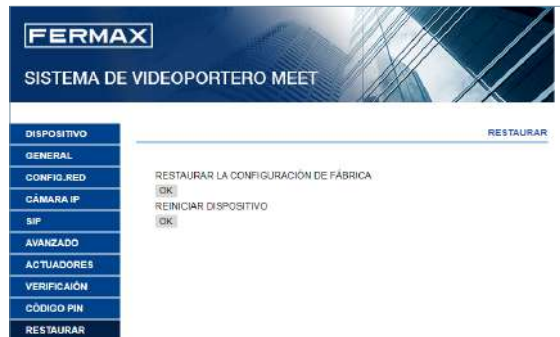 FERMAX
SISTEMA DE VIDEOPORTERO MEET
DISPOSITIVO
GENERAL
CONFIG.RED
CÁMARA IP
SIP
AVANZADO
ACTUADORES
VERIFICAIÓN
CÓDIGO PIN
RESTAURAR
RESTAURAR
RESTAURAR LA CONFIGURACIÓN DE FÁBRICA
OK
REINICIAR DISPOSITIVO
OK